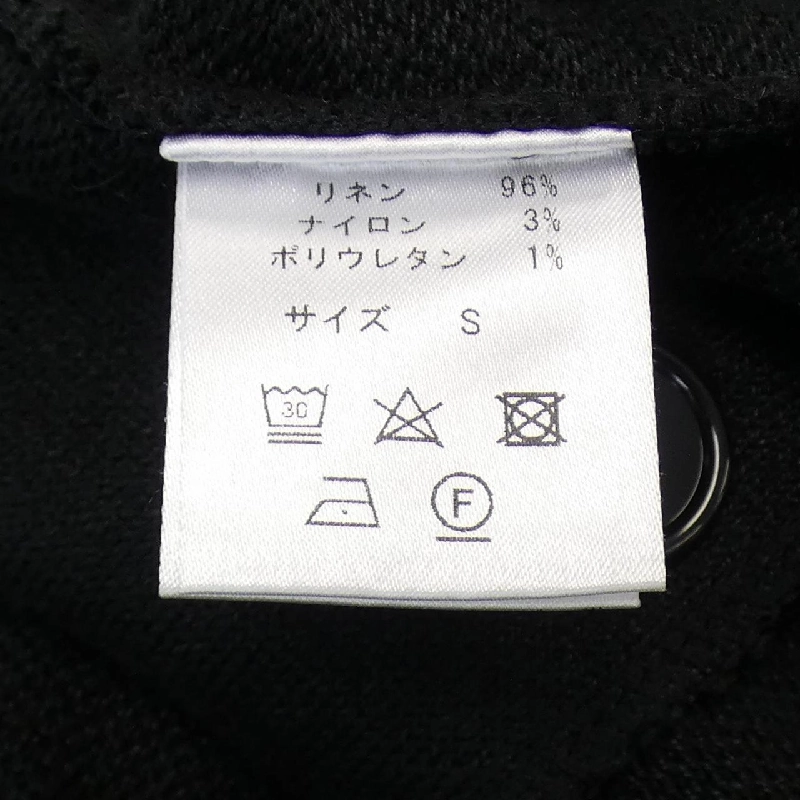 リネン 96%
ナイロン 3%
ポリウレタン 1%
サイズ S
30
F